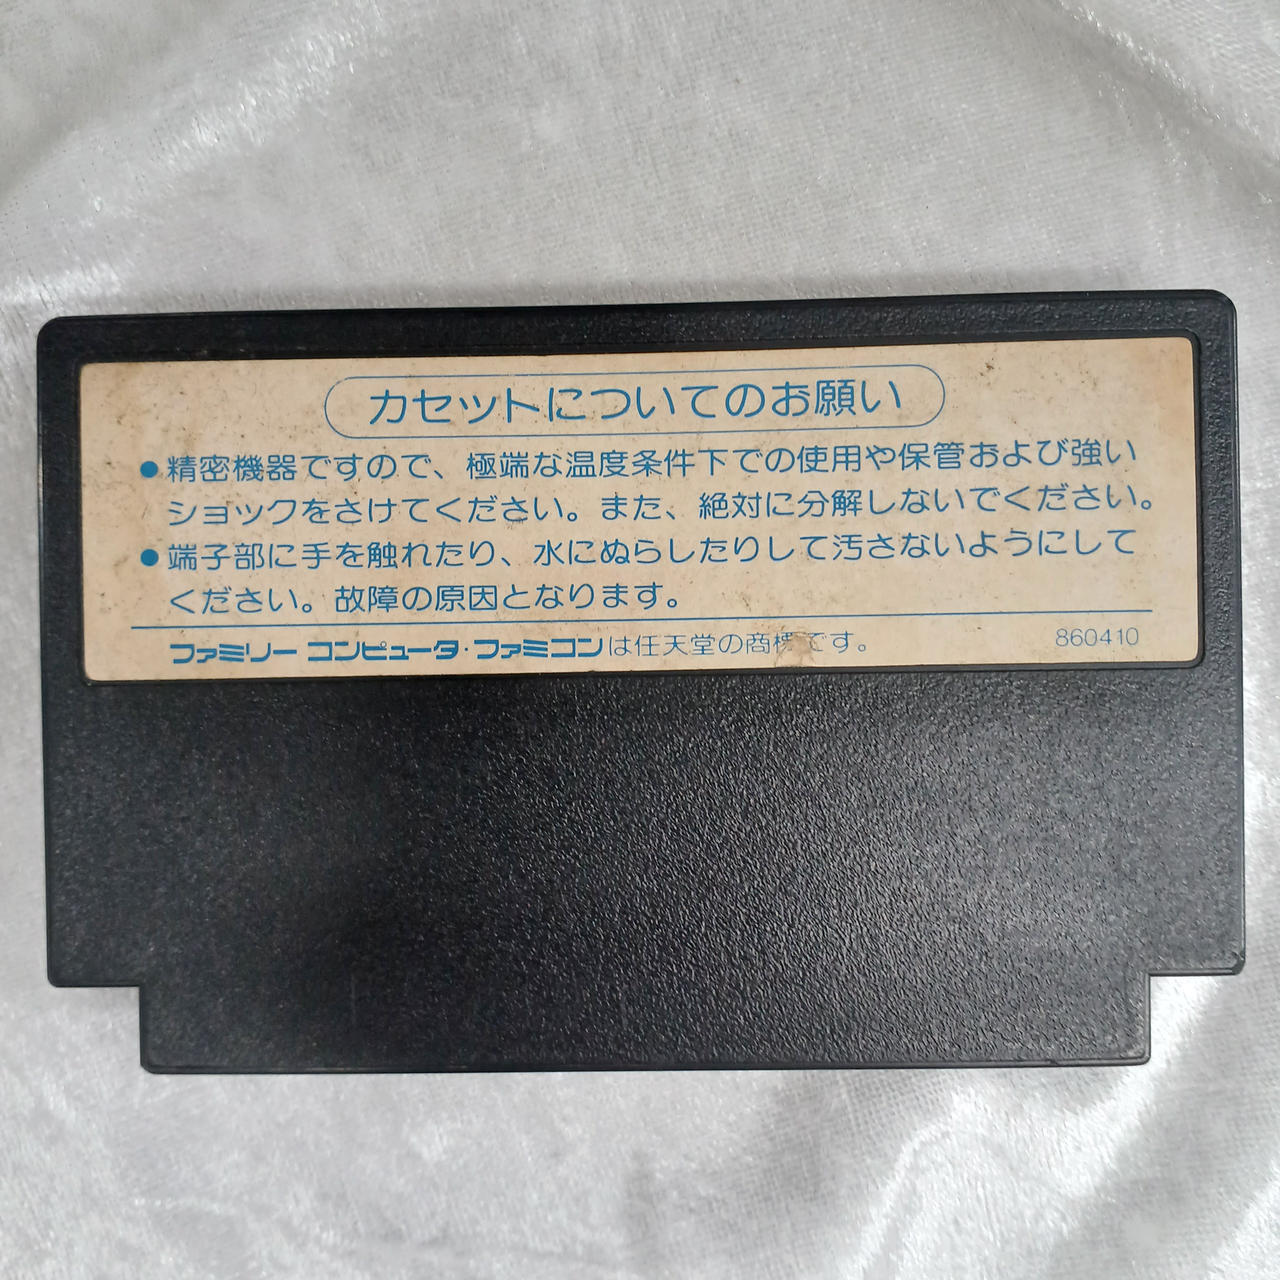 カセットについてのお願い
●精密機器ですので、極端な温度条件下での使用や保管および強い
ショックをさけてください。また、絶対に分解しないでください。
●端子部に手を触れたり、水にぬらしたりして汚さないようにして
ください。故障の原因となります。
ファミリーコンピュータ・ファミコンは任天堂の商標です。 860410